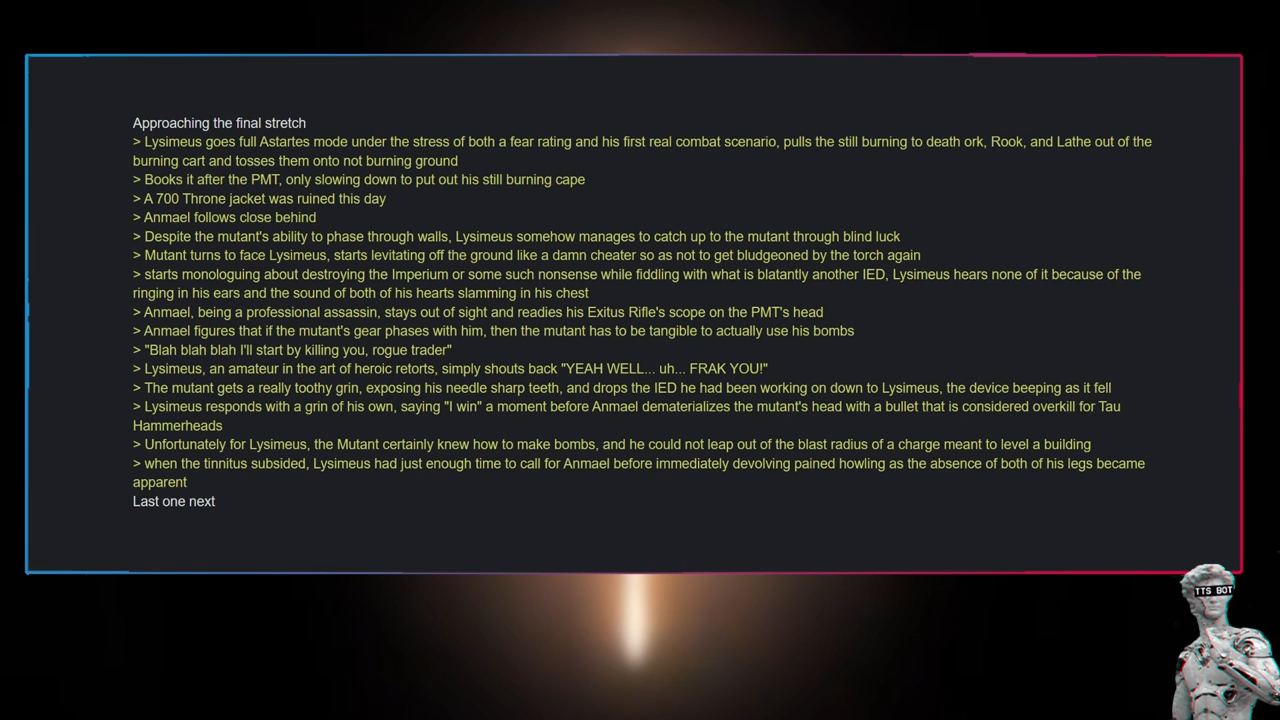 Approaching the final stretch
> Lysimeus goes full Astartes mode under the stress of both a fear rating and his first real combat scenario, pulls the still burning to death ork, Rook, and Lathe out of the
burning cart and tosses them onto not burning ground
> Books it after the PMT, only slowing down to put out his still burning cape
> A 700 Throne jacket was ruined this day
> Anmael follows close behind
> Despite the mutant's ability to phase through walls, Lysimeus somehow manages to catch up to the mutant through blind luck
> Mutant turns to face Lysimeus, starts levitating off the ground like a damn cheater so as not to get bludgeoned by the torch again
> starts monologuing about destroying the Imperium or some such nonsense while fiddling with what is blatantly another IED, Lysimeus hears none of it because of the
ringing in his ears and the sound of both of his hearts slamming in his chest
> Anmael, being a professional assassin, stays out of sight and readies his Exitus Rifle's scope on the PMT's head
> Anmael figures that if the mutant's gear phases with him, then the mutant has to be tangible to actually use his bombs
> "Blah blah blah I'll start by killing you, rogue trader"
> Lysimeus, an amateur in the art of heroic retorts, simply shouts back "YEAH WELL... uh... FRAK YOU!"
> The mutant gets a really toothy grin, exposing his needle sharp teeth, and drops the IED he had been working on down to Lysimeus, the device beeping as it fell
> Lysimeus responds with a grin of his own, saying "I win" a moment before Anmael dematerializes the mutant's head with a bullet that is considered overkill for Tau
Hammerheads
> Unfortunately for Lysimeus, the Mutant certainly knew how to make bombs, and he could not leap out of the blast radius of a charge meant to level a building
> when the tinnitus subsided, Lysimeus had just enough time to call for Anmael before immediately devolving pained howling as the absence of both of his legs became
apparent
Last one next
TTS BOT